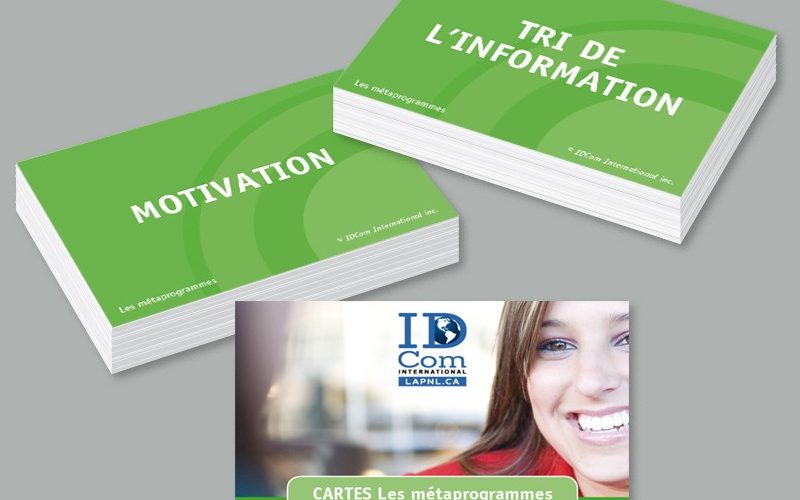 TRI DE
L'INFORMATION
Les métaprogrammes
© IDCom International inc.
MOTIVATION
© IDCom International inc.
Les métaprogrammes
ID
Com
INTERNATIONAL
LAPNL.CA
CARTES Les métaprogrammes